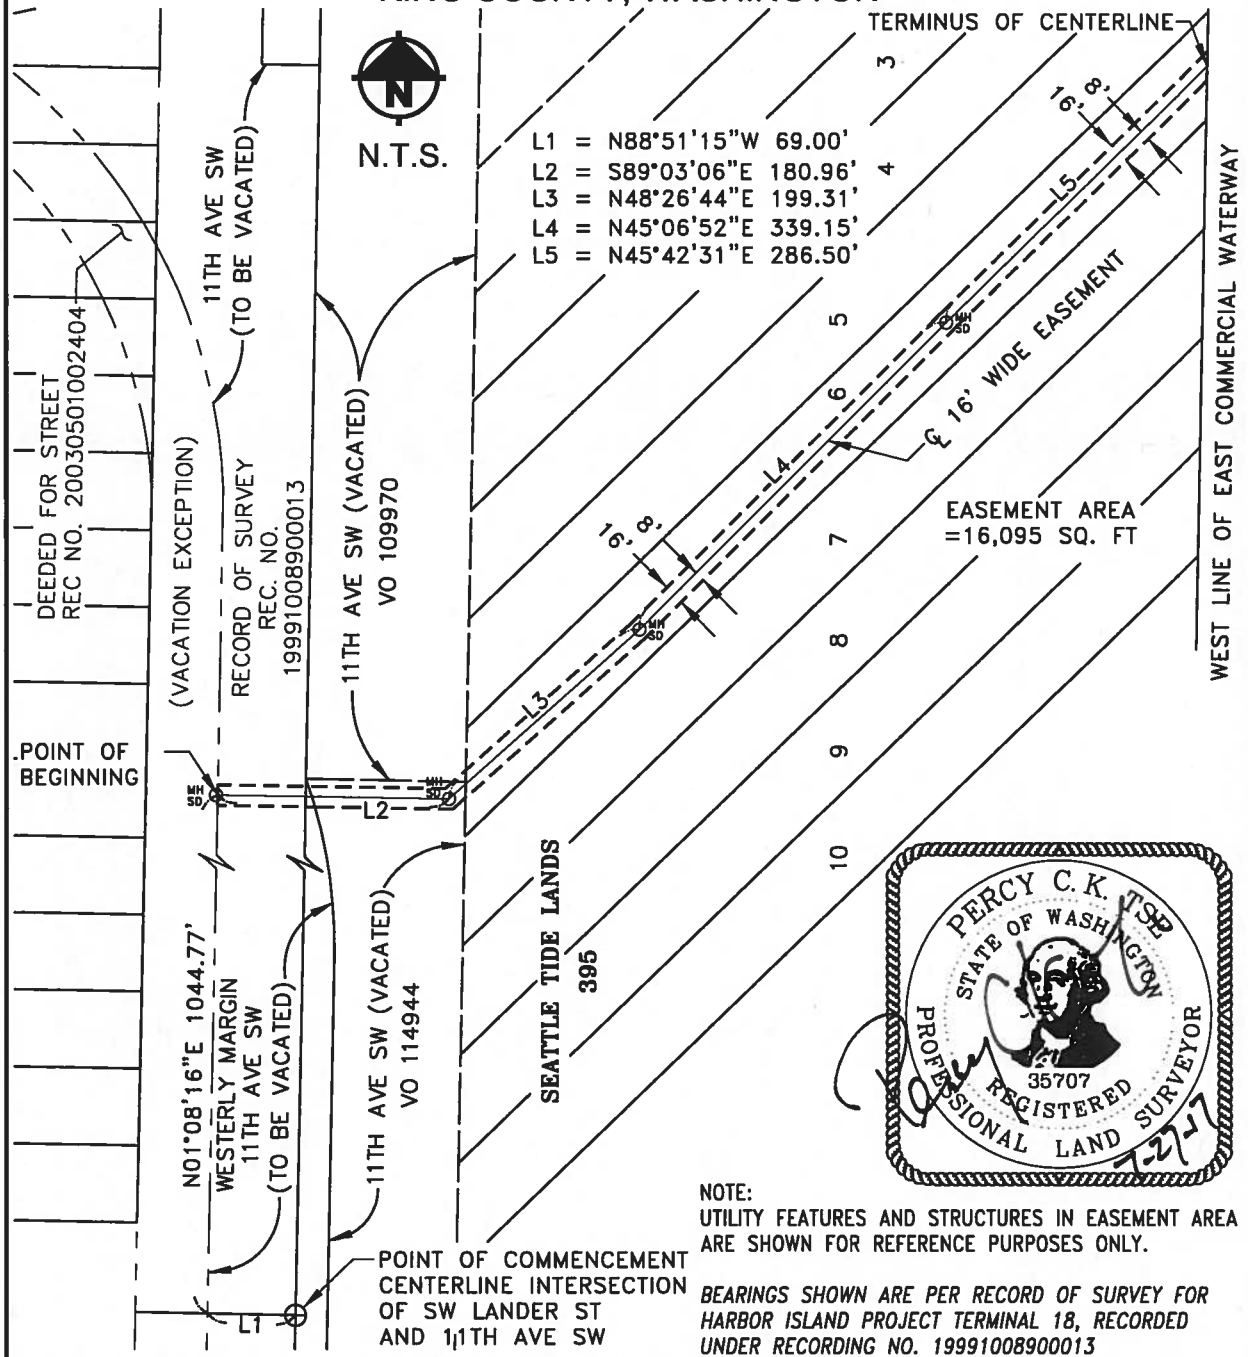 TERMINUS OF CENTERLINE
N
N.T.S.
L1 = N88°51'15"W 69.00'
L2 = S89°03'06"E 180.96'
L3 = N48°26'44"E 199.31'
L4 = N45°06'52"E 339.15'
L5 = N45°42'31"E 286.50'
3
4
5
6
7
8
9
10
16'
8'
L5
MH
SD
℄ 16' WIDE EASEMENT
L4
EASEMENT AREA
=16,095 SQ. FT
WEST LINE OF EAST COMMERCIAL WATERWAY
16'
8'
MH
SD
L3
11TH AVE SW
(TO BE VACATED)
DEEDED FOR STREET
REC NO. 20030501002404
(VACATION EXCEPTION)
RECORD OF SURVEY
REC. NO.
19991008900013
11TH AVE SW (VACATED)
VO 109970
POINT OF
BEGINNING
MH
SD
MH
SD
L2
N01°08'16"E 1044.77'
WESTERLY MARGIN
11TH AVE SW
(TO BE VACATED)
11TH AVE SW (VACATED)
VO 114944
SEATTLE TIDE LANDS
395
L1
POINT OF COMMENCEMENT
CENTERLINE INTERSECTION
OF SW LANDER ST
AND 11TH AVE SW
PERCY C. K. TSE
STATE OF WASHINGTON
35707
REGISTERED
PROFESSIONAL LAND SURVEYOR
7-27-17
NOTE:
UTILITY FEATURES AND STRUCTURES IN EASEMENT AREA
ARE SHOWN FOR REFERENCE PURPOSES ONLY.
BEARINGS SHOWN ARE PER RECORD OF SURVEY FOR
HARBOR ISLAND PROJECT TERMINAL 18, RECORDED
UNDER RECORDING NO. 19991008900013